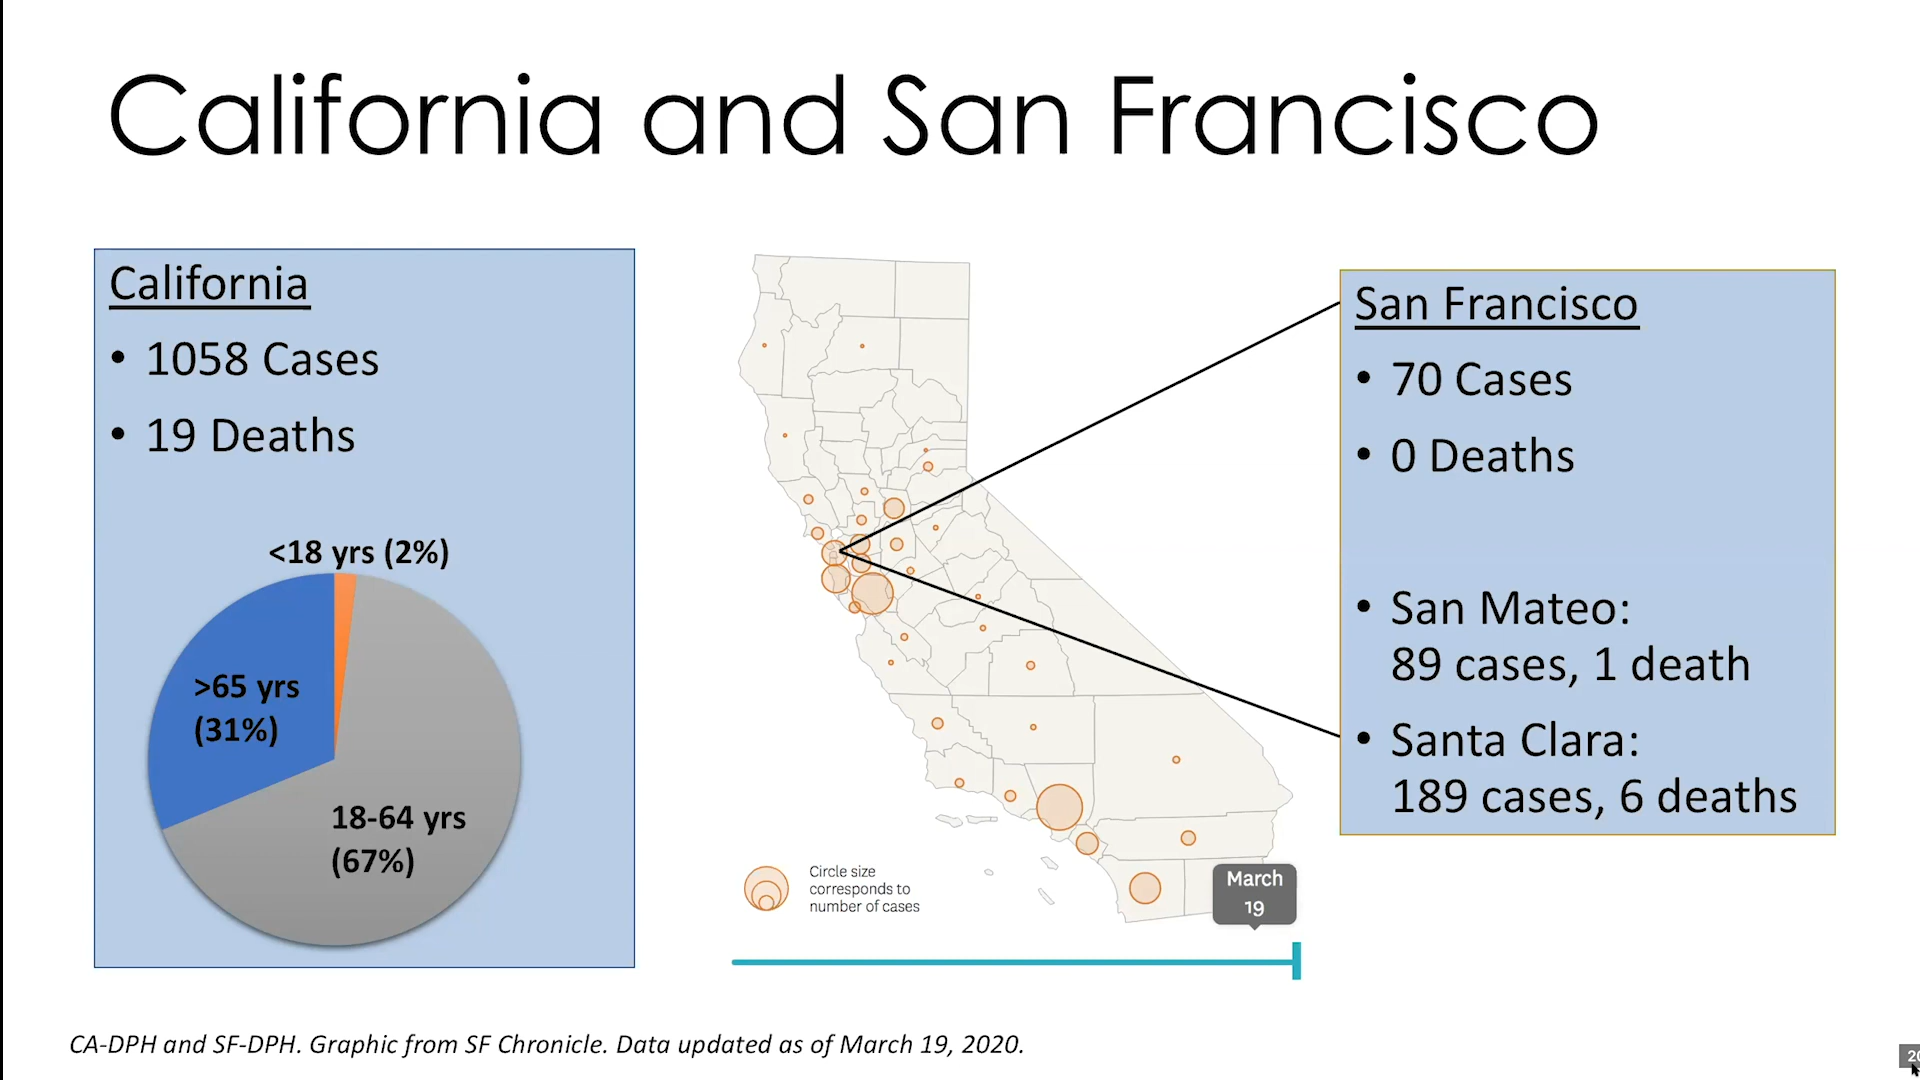 California and San Francisco
California
• 1058 Cases
• 19 Deaths
<18 yrs (2%)
>65 yrs
(31%)
18-64 yrs
(67%)
Circle size
corresponds to
number of cases
March
19
San Francisco
• 70 Cases
• 0 Deaths
• San Mateo:
89 cases, 1 death
• Santa Clara:
189 cases, 6 deaths
CA-DPH and SF-DPH. Graphic from SF Chronicle. Data updated as of March 19, 2020.